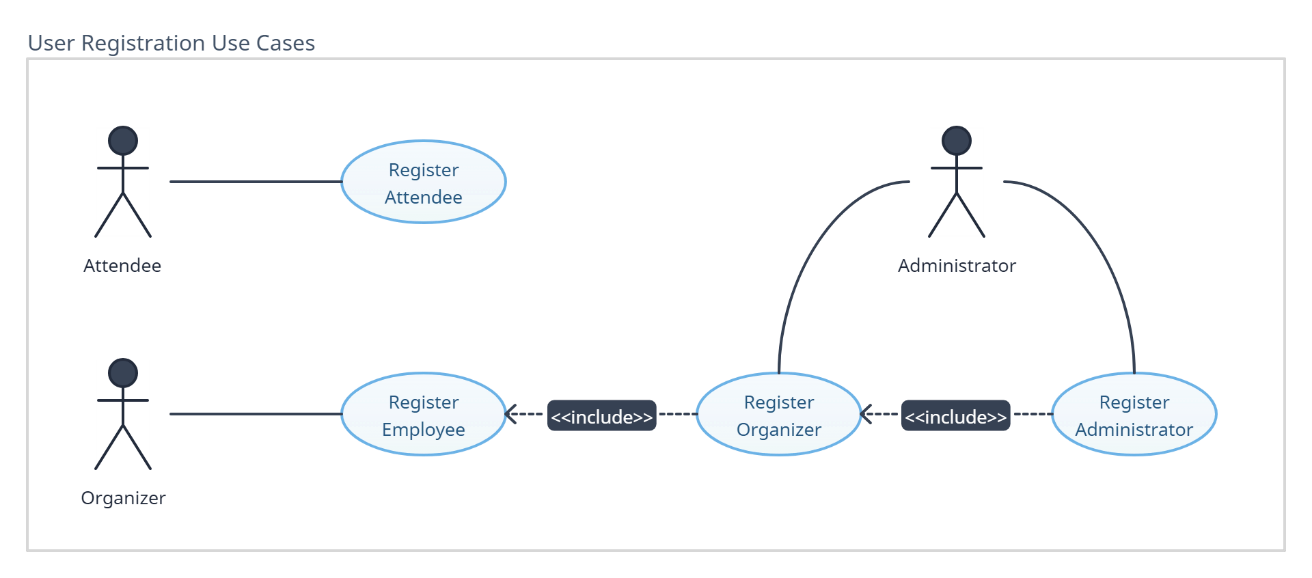 User Registration Use Cases
Register
Attendee
Attendee
Administrator
Register
Employee
<<include>>
Register
Organizer
<<include>>
Register
Administrator
Organizer